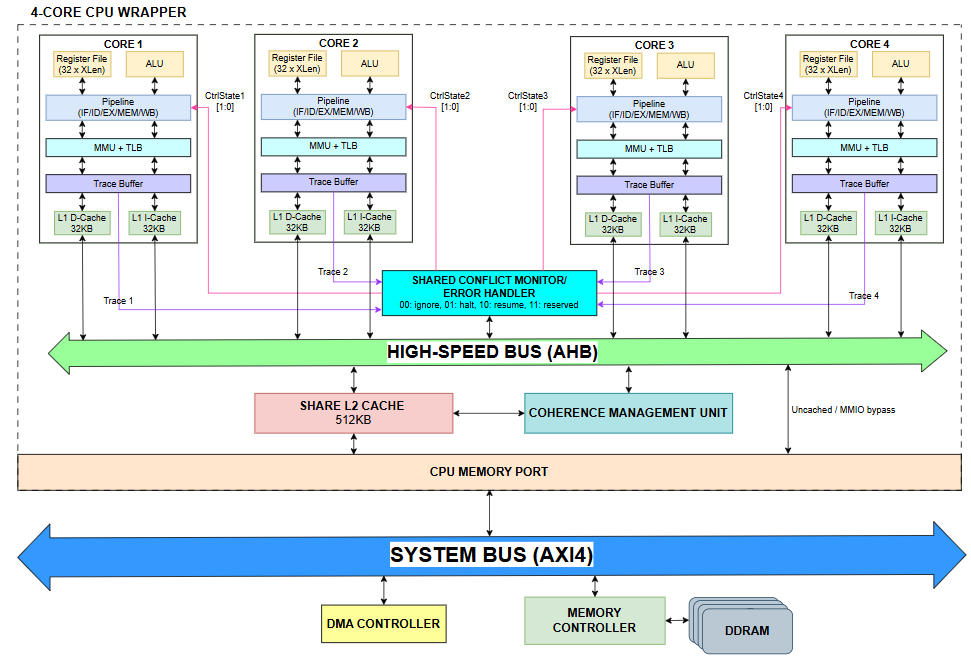 4-CORE CPU WRAPPER
CORE 1
Register File
(32 x XLen)
ALU
Pipeline
(IF/ID/EX/MEM/WB)
MMU + TLB
Trace Buffer
L1 D-Cache
32KB
L1 I-Cache
32KB
CtrlState1
[1:0]
CORE 2
Register File
(32 x XLen)
ALU
Pipeline
(IF/ID/EX/MEM/WB)
MMU + TLB
Trace Buffer
L1 D-Cache
32KB
L1 I-Cache
32KB
CtrlState2
[1:0]
CtrlState3
[1:0]
CORE 3
Register File
(32 x XLen)
ALU
Pipeline
(IF/ID/EX/MEM/WB)
MMU + TLB
Trace Buffer
L1 D-Cache
32KB
L1 I-Cache
32KB
CtrlState4
[1:0]
CORE 4
Register File
(32 x XLen)
ALU
Pipeline
(IF/ID/EX/MEM/WB)
MMU + TLB
Trace Buffer
L1 D-Cache
32KB
L1 I-Cache
32KB
Trace 1
Trace 2
SHARED CONFLICT MONITOR/
ERROR HANDLER
00: ignore, 01: halt, 10: resume, 11: reserved
Trace 3
Trace 4
HIGH-SPEED BUS (AHB)
SHARE L2 CACHE
512KB
COHERENCE MANAGEMENT UNIT
Uncached / MMIO bypass
CPU MEMORY PORT
SYSTEM BUS (AXI4)
DMA CONTROLLER
MEMORY
CONTROLLER
DDRAM